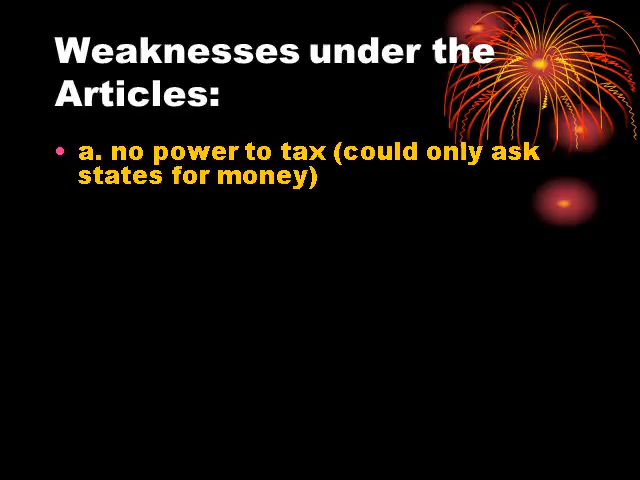 Weaknesses under the
Articles:
• a. no power to tax (could only ask
states for money)